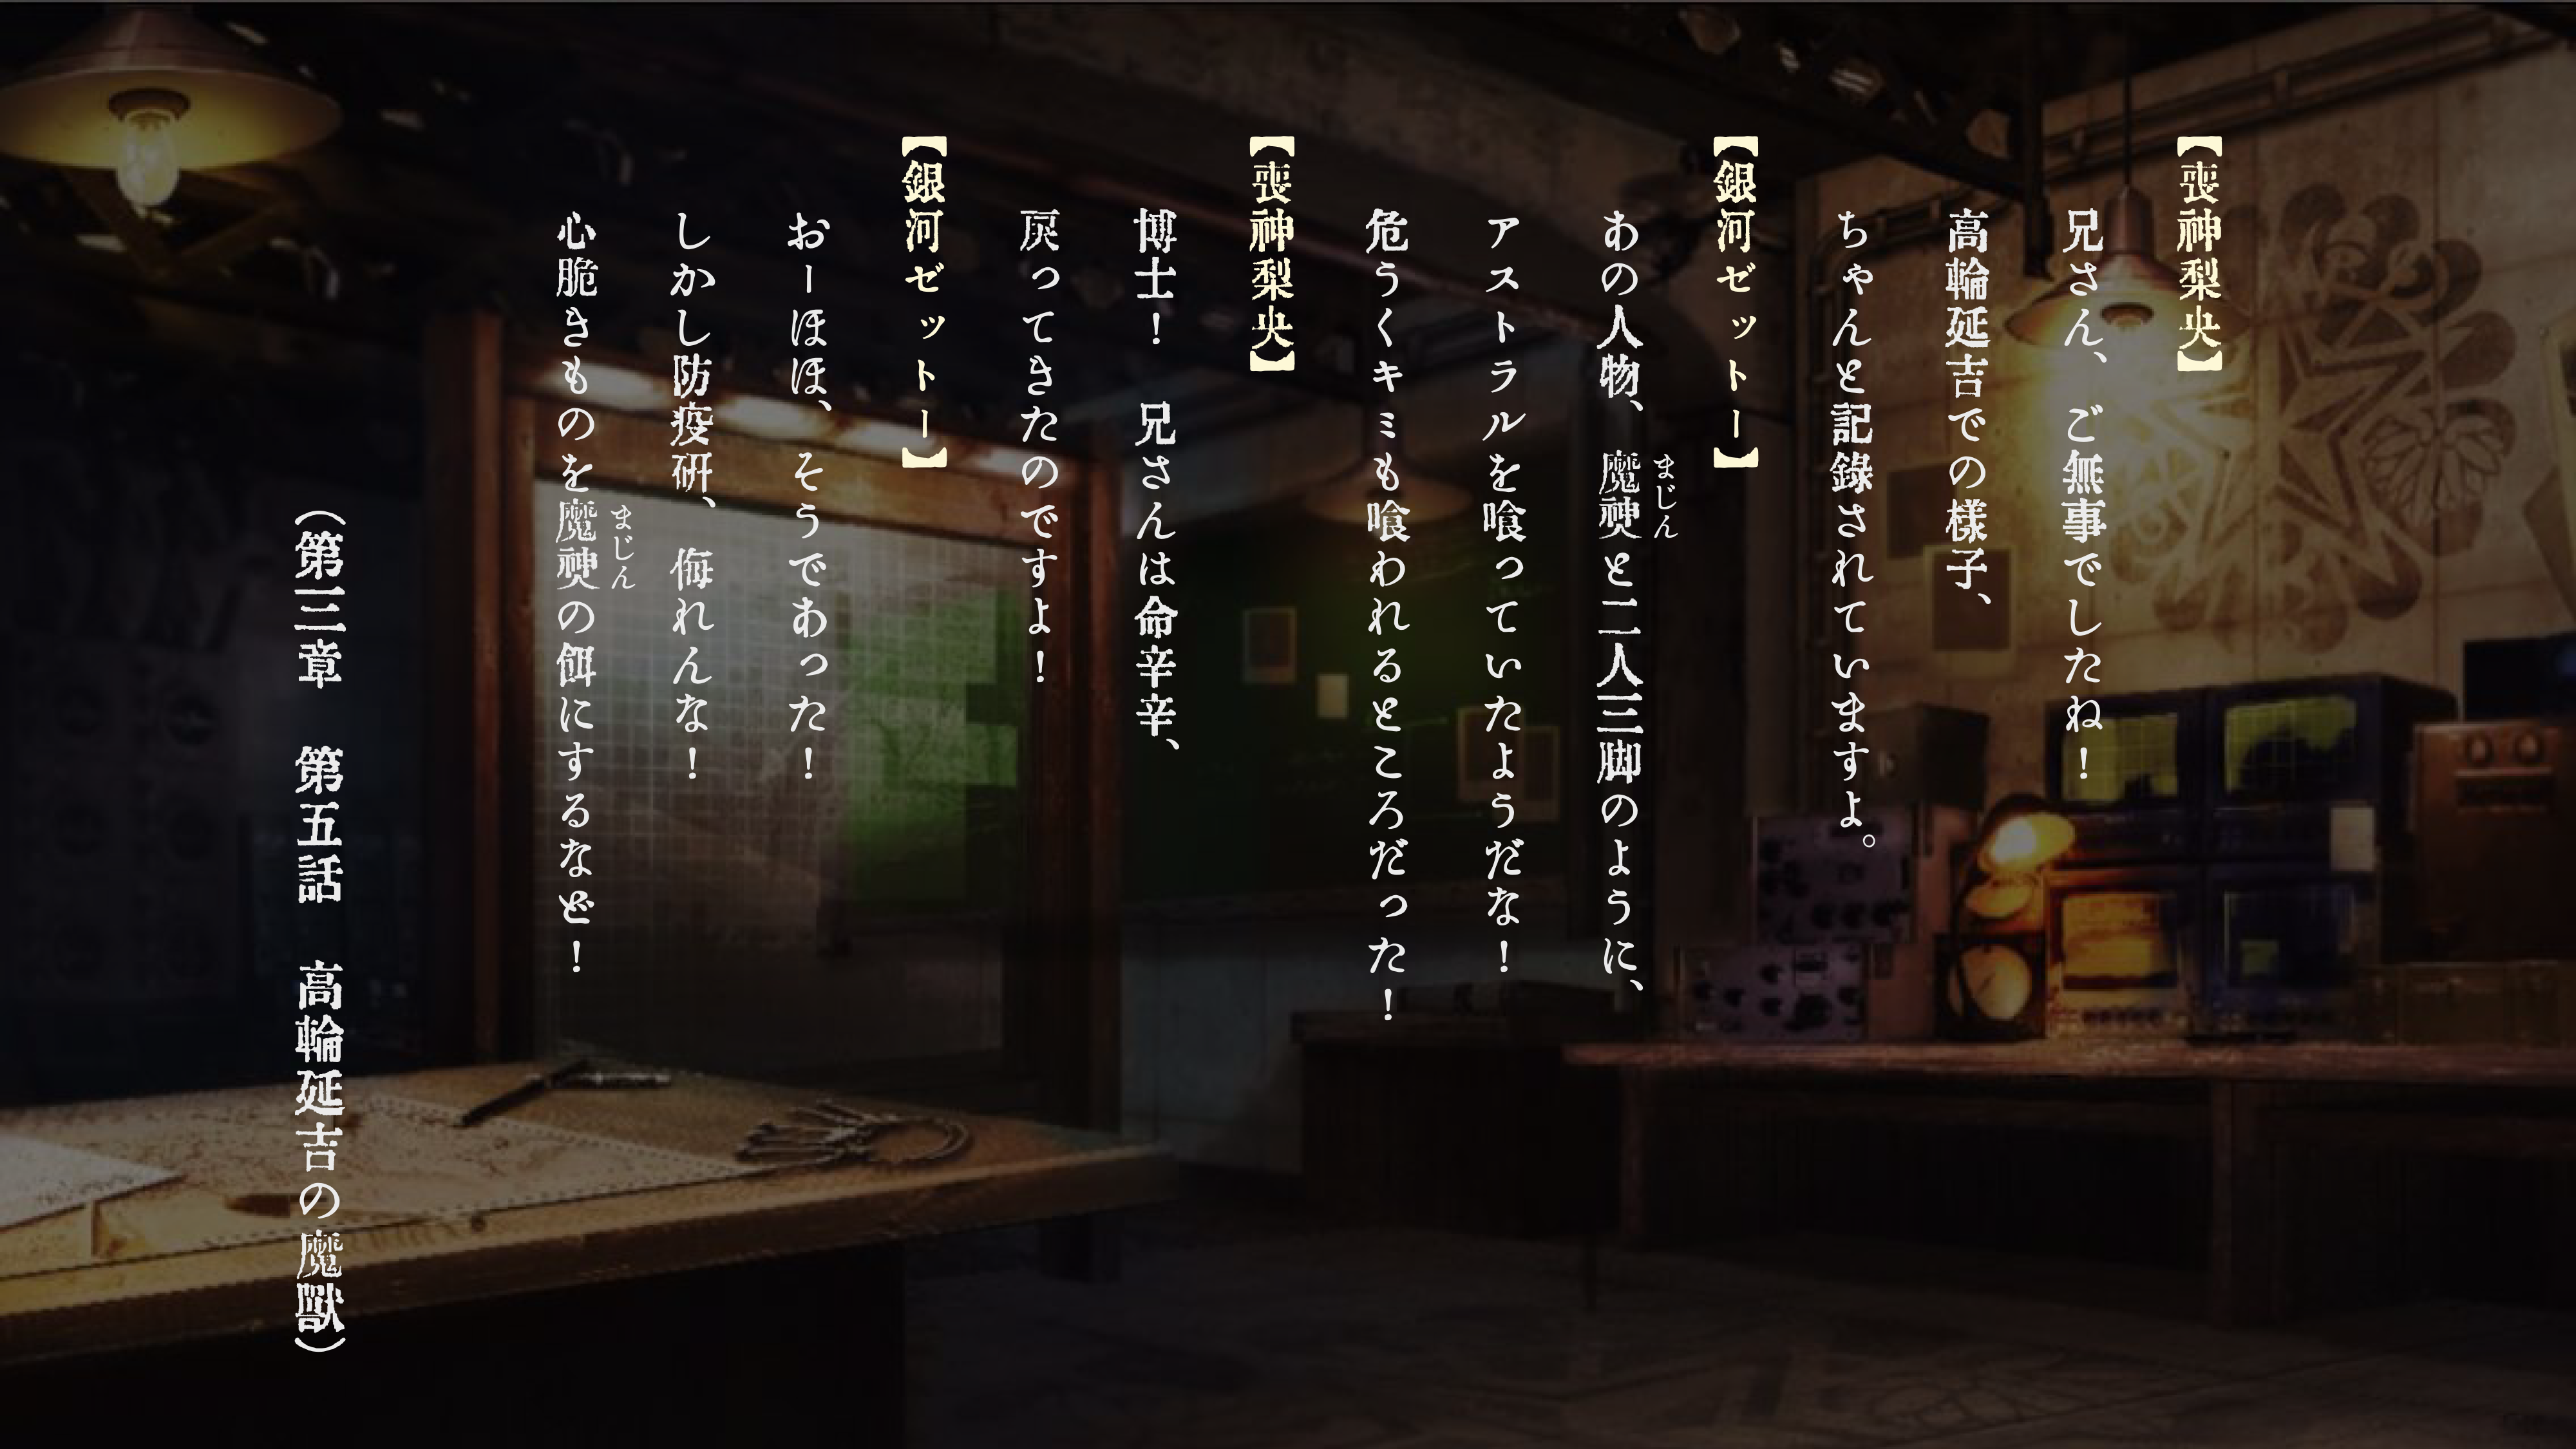 【喪神梨央】
兄さん、ご無事でしたね！
高輪延吉での様子、
ちゃんと記録されていますよ。
【銀河ゼットー】
あの人物、魔神と二人三脚のように、
まじん
アストラルを喰っていたようだな！
危うくキミも喰われるところだった！
【喪神梨央】
博士！　兄さんは命辛辛、
戻ってきたのですよ！
【銀河ゼットー】
おーほほ、そうであった！
しかし防疫研、侮れんな！
心脆きものを魔神の餌にするなど！
まじん
（第三章　第五話　高輪延吉の魔獣）